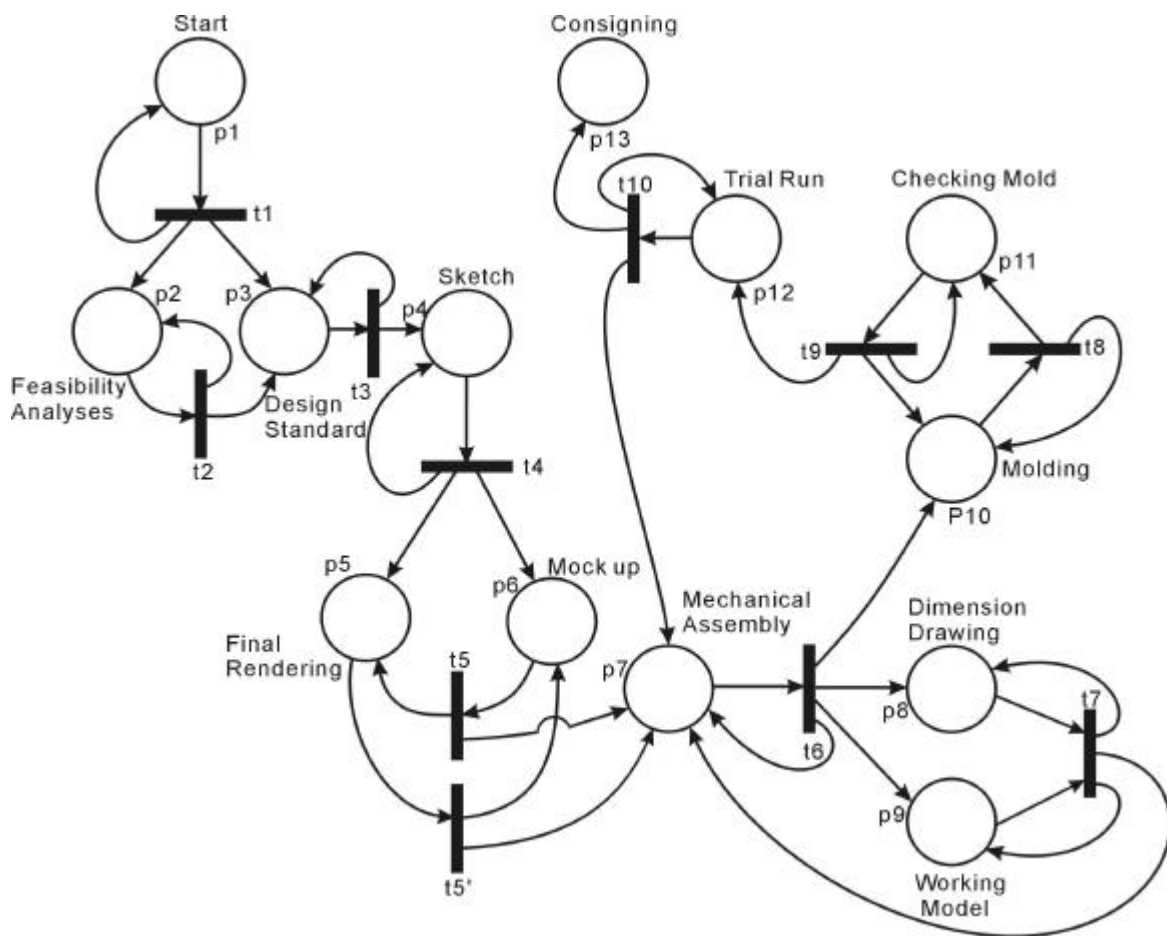 Start
Consigning
p1
p13
t10
Trial Run
Checking Mold
t1
p2
p3
Sketch
p4
p12
p11
t9
t8
Feasibility
Analyses
t2
Design
Standard
t3
t4
Molding
P10
p5
p6
Mock up
Mechanical
Assembly
Dimension
Drawing
Final
Rendering
t5
p7
p8
t7
t6
p9
t5'
Working
Model